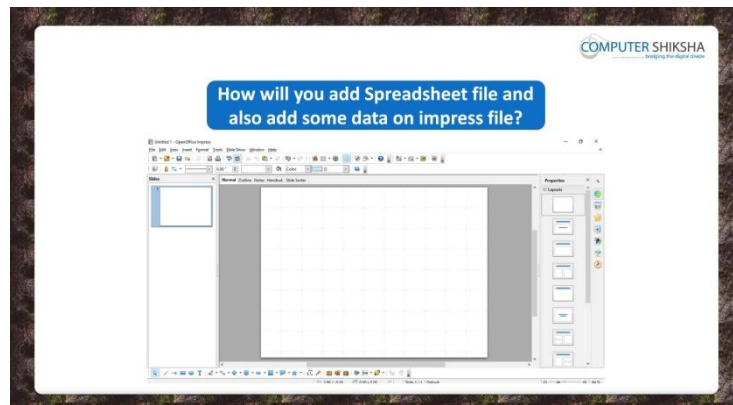 COMPUTER SHIKSHA
bridging the digital divide
How will you add Spreadsheet file and
also add some data on impress file?
Untitled 1 - OpenOffice Impress
File Edit View Insert Format Tools Slide Show Window Help
Slides
Normal Outline Notes Handout Slide Sorter
Properties
Layouts